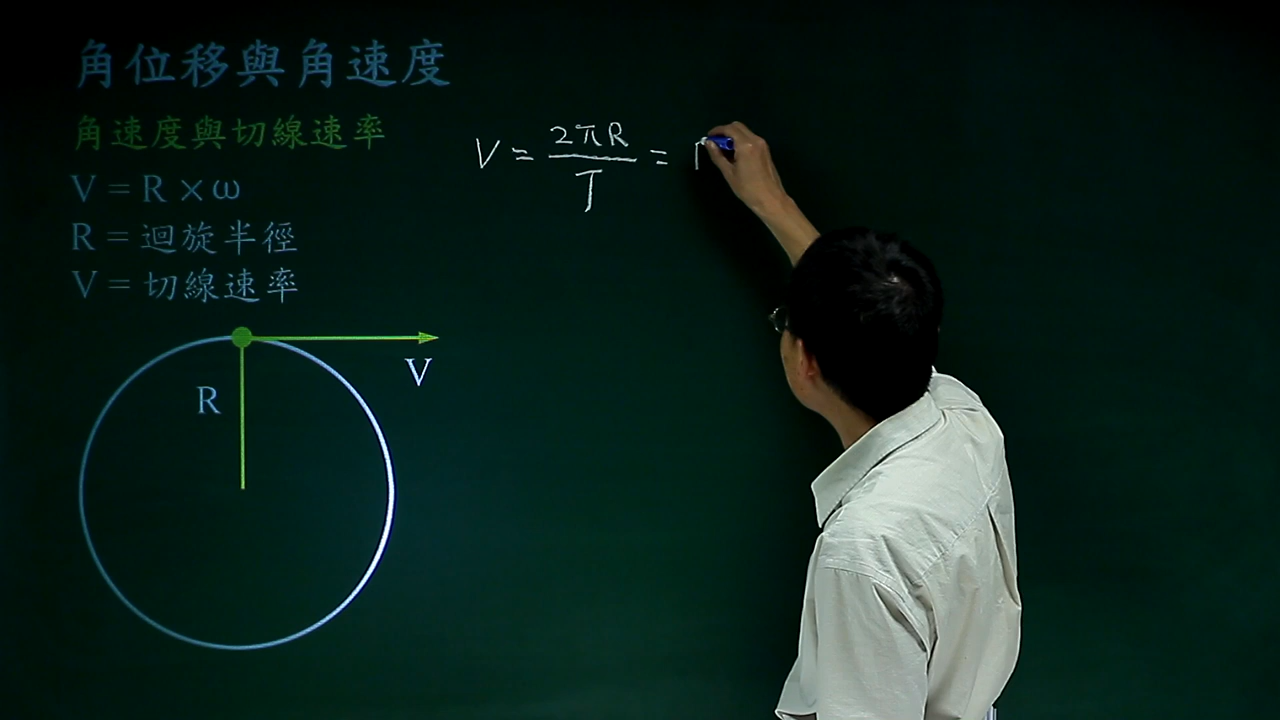 角位移與角速度
角速度與切線速率
V = R × ω
R = 迴旋半徑
V = 切線速率
V = 2πR / T =
R
V